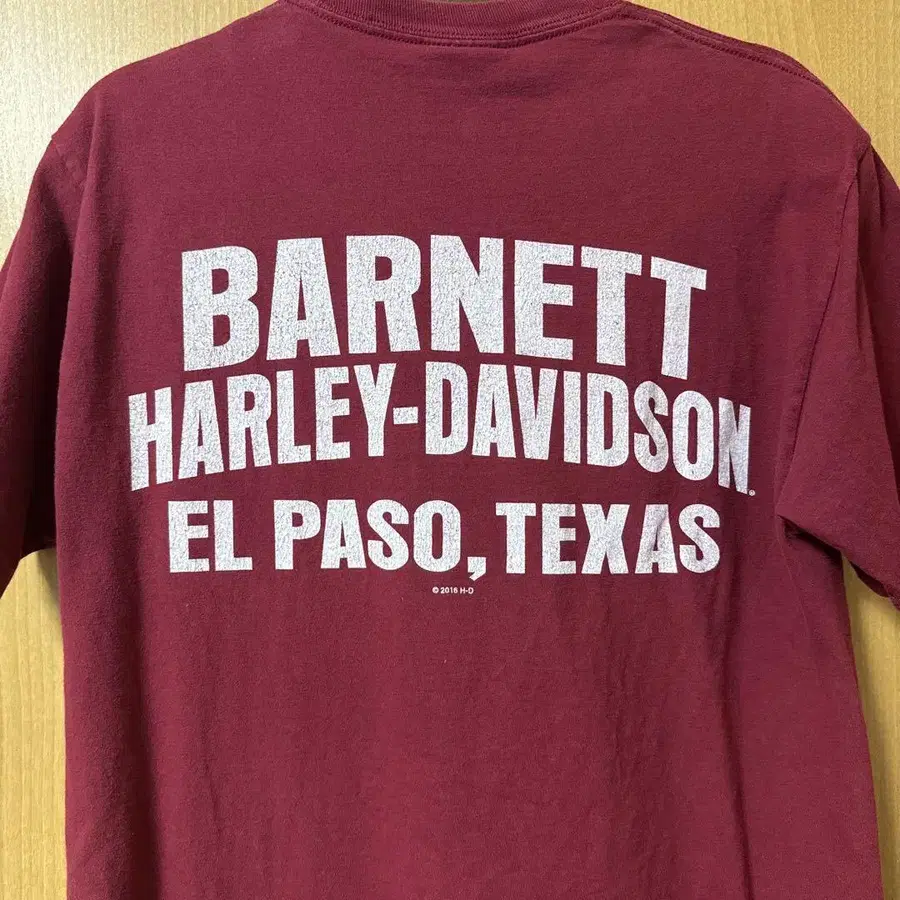 BARNETT
HARLEY-DAVIDSON®
EL PASO, TEXAS
© 2016 H-D